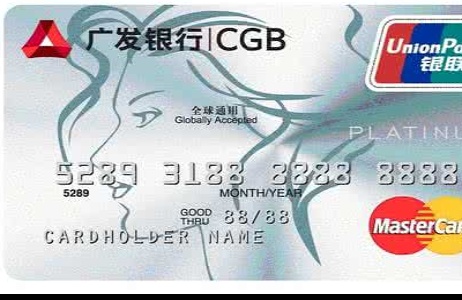 广发银行|CGB
UnionPa
银联
全球通用
Globally Accepted
PLATINU
5289 3188 8888 8888
5289
MONTH/YEAR
GOOD THRU 88/88
CARDHOLDER NAME
MasterCar